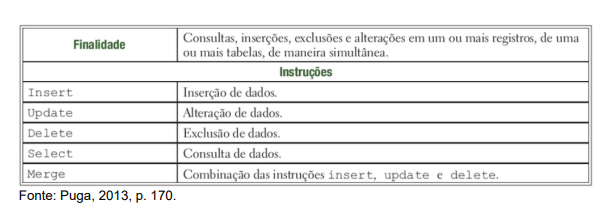 Finalidade
Consultas, inserções, exclusões e alterações em um ou mais registros, de uma
ou mais tabelas, de maneira simultânea.
Instruções
Insert Inserção de dados.
Update Alteração de dados.
Delete Exclusão de dados.
Select Consulta de dados.
Merge Combinação das instruções insert, update e delete.
Fonte: Puga, 2013, p. 170.